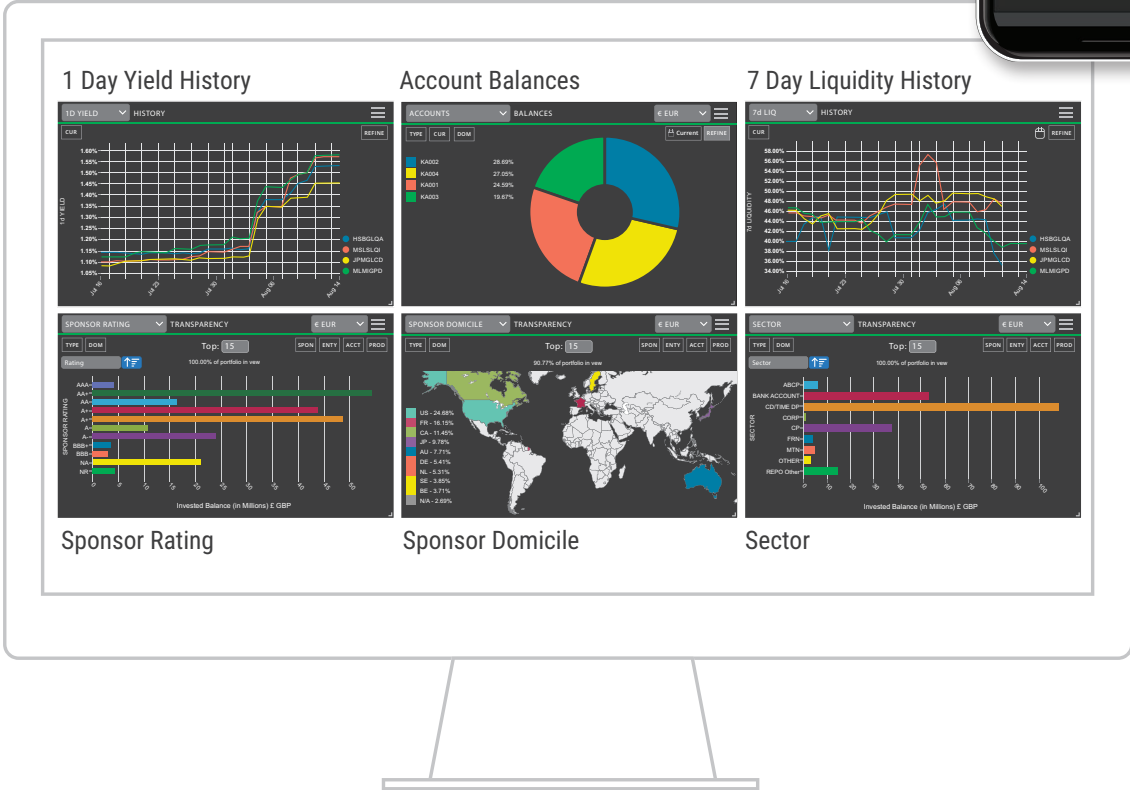 1 Day Yield History
Account Balances
7 Day Liquidity History
1D YIELD HISTORY
CUR REFINE
1.60%
1.55%
1.50%
1.45%
1.40%
1.35%
1.30%
1.25%
1.20%
1.15%
1.10%
1.05%
1d YIELD
HSBGLQA
MSLSLQI
JPMGLCD
MLMIGPD
Jul 16
Jul 23
Jul 30
Aug 06
Aug 14
ACCOUNTS BALANCES € EUR
TYPE CUR DOM Current REFINE
KA002 28.69%
KA004 27.05%
KA001 24.59%
KA003 19.67%
7d LIQ HISTORY
CUR REFINE
58.00%
56.00%
54.00%
52.00%
50.00%
48.00%
46.00%
44.00%
42.00%
40.00%
38.00%
36.00%
34.00%
7d LIQUIDITY
HSBGLQA
MSLSLQI
JPMGLCD
MLMIGPD
Jul 16
Jul 23
Jul 30
Aug 06
Aug 14
SPONSOR RATING TRANSPARENCY € EUR
TYPE DOM Top: 15 SPON ENTY ACCT PROD
Rating 100.00% of portfolio in vew
SPONSOR RATING
AAA
AA+
AA
A+
A+
A
A-
BBB+
BBB
NA
NR
0 5 10 15 20 25 30 35 40 45 50
Invested Balance (in Millions) £ GBP
SPONSOR DOMICILE TRANSPARENCY € EUR
TYPE DOM Top: 15 SPON ENTY ACCT PROD
90.77% of portfolio in vew
US - 24.68%
FR - 16.15%
CA - 11.45%
JP - 9.78%
AU - 7.71%
DE - 5.41%
NL - 5.31%
SE - 3.85%
BE - 3.71%
N/A - 2.69%
SECTOR TRANSPARENCY € EUR
TYPE DOM Top: 15 SPON ENTY ACCT PROD
Sector 100.00% of portfolio in vew
SECTOR
ABCP
BANK ACCOUNT
CD/TIME DP
CORP
CP
FRN
MTN
OTHER
REPO Other
0 10 20 30 40 50 60 70 80 90 100
Invested Balance (in Millions) £ GBP
Sponsor Rating
Sponsor Domicile
Sector